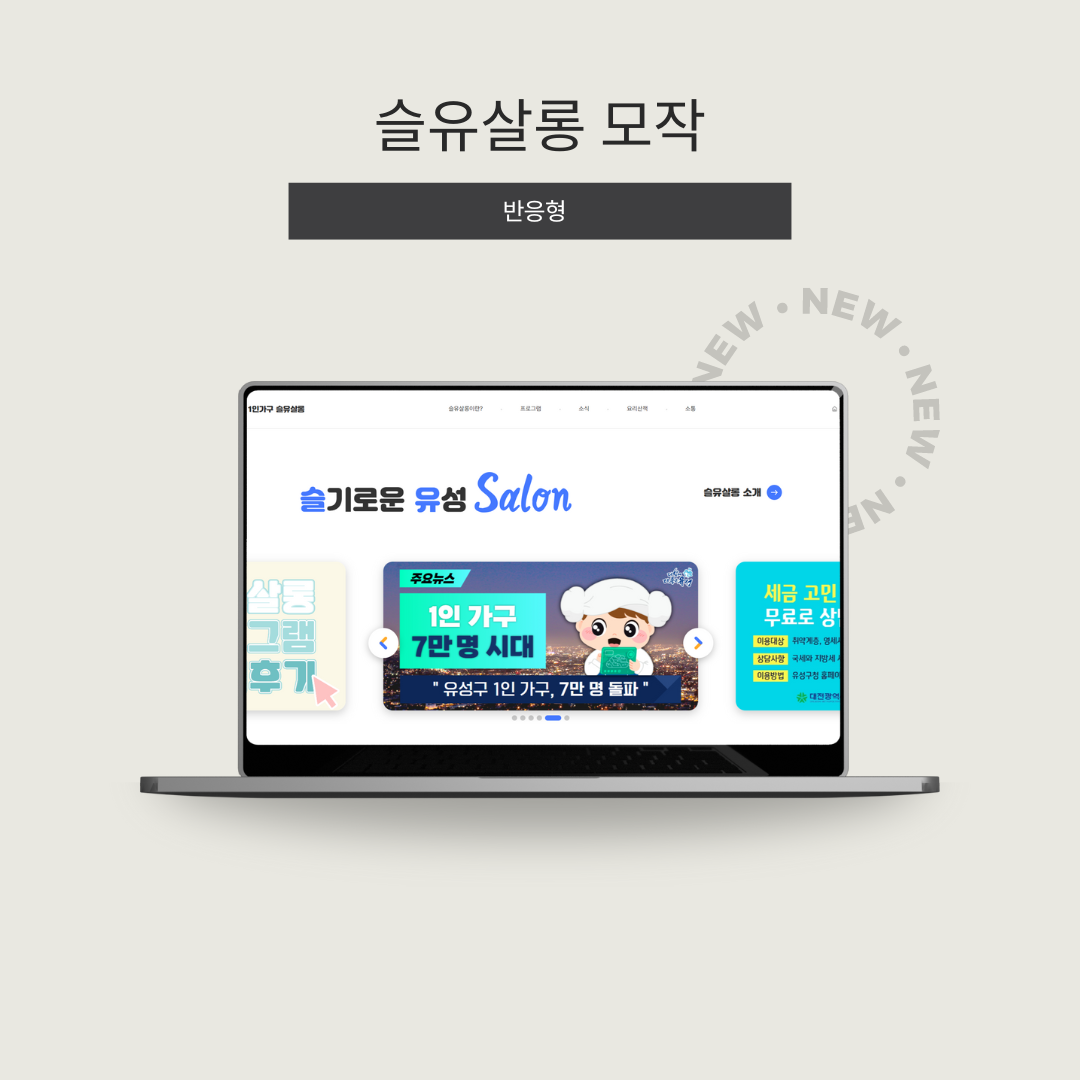 슬유살롱 모작
반응형
NEW • NEW • NEW • NEW
1인가구 슬유살롱
슬유살롱이란?
프로그램
소식
요리산책
소통
슬기로운 유성 Salon
슬유살롱 소개
살롱
그램
후기
주요뉴스
1인 가구
7만 명 시대
" 유성구 1인 가구, 7만 명 돌파 "
세금 고민
무료로 상
이용대상 취약계층, 영세
상담사항 국세와 지방세
이용방법 유성구청 홈페이
대전광역